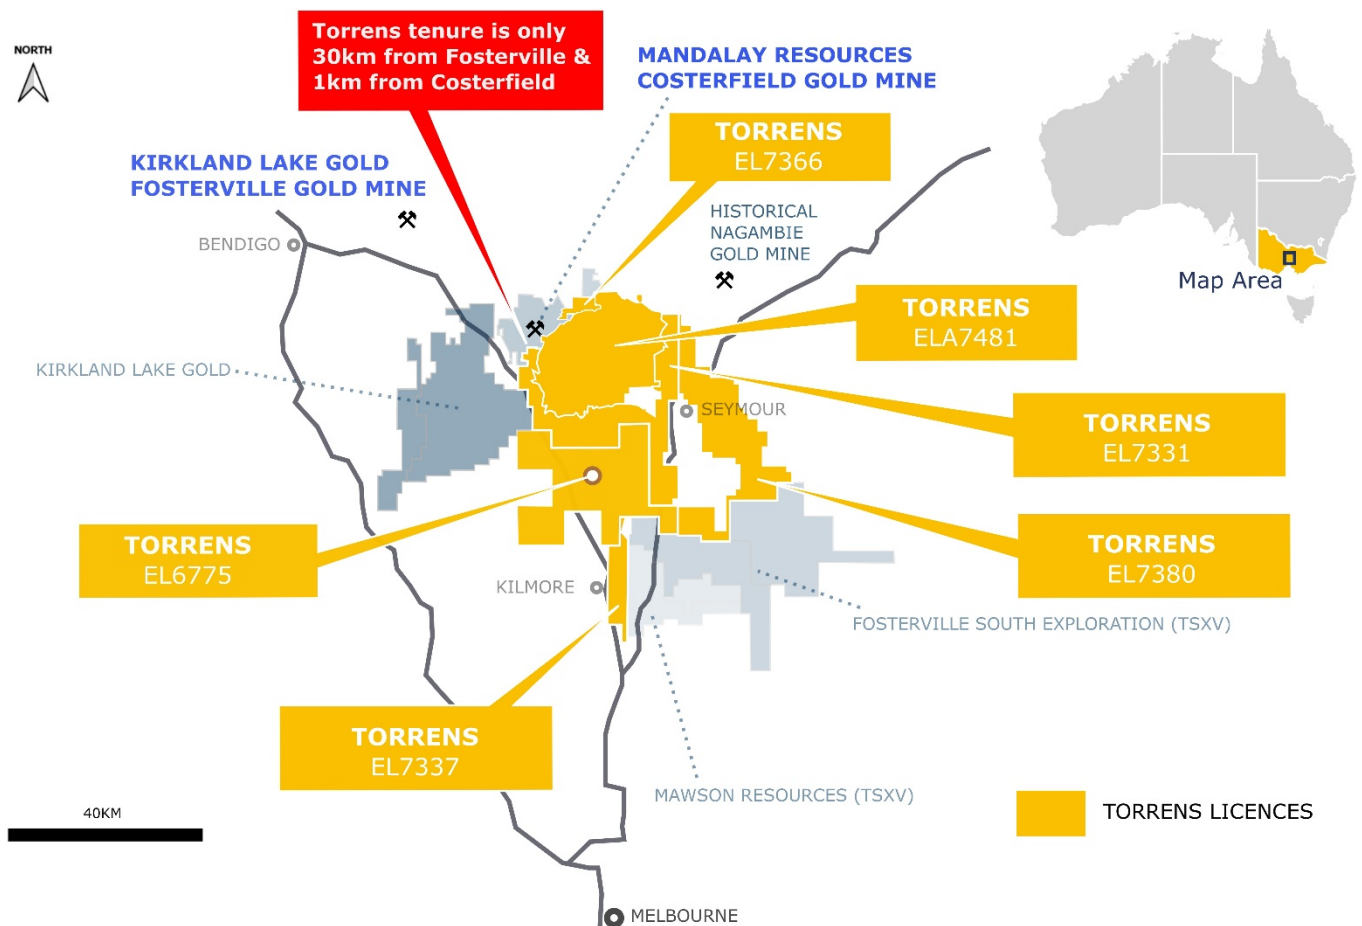 NORTH
Torrens tenure is only
30km from Fosterville &
1km from Costerfield
MANDALAY RESOURCES
COSTERFIELD GOLD MINE
TORRENS
EL7366
KIRKLAND LAKE GOLD
FOSTERVILLE GOLD MINE
HISTORICAL
NAGAMBIE
GOLD MINE
BENDIGO
Map Area
TORRENS
ELA7481
KIRKLAND LAKE GOLD
SEYMOUR
TORRENS
EL7331
TORRENS
EL6775
TORRENS
EL7380
KILMORE
FOSTERVILLE SOUTH EXPLORATION (TSXV)
TORRENS
EL7337
MAWSON RESOURCES (TSXV)
40KM
TORRENS LICENCES
MELBOURNE